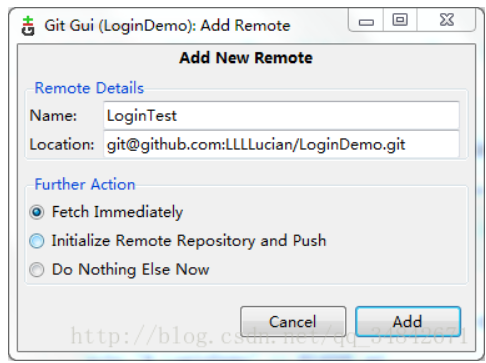 Git Gui (LoginDemo): Add Remote
Add New Remote
Remote Details
Name: LoginTest
Location: git@github.com:LLLLucian/LoginDemo.git
Further Action
Fetch Immediately
Initialize Remote Repository and Push
Do Nothing Else Now
Cancel Add
http://blog.csdn.net/qq_34842671